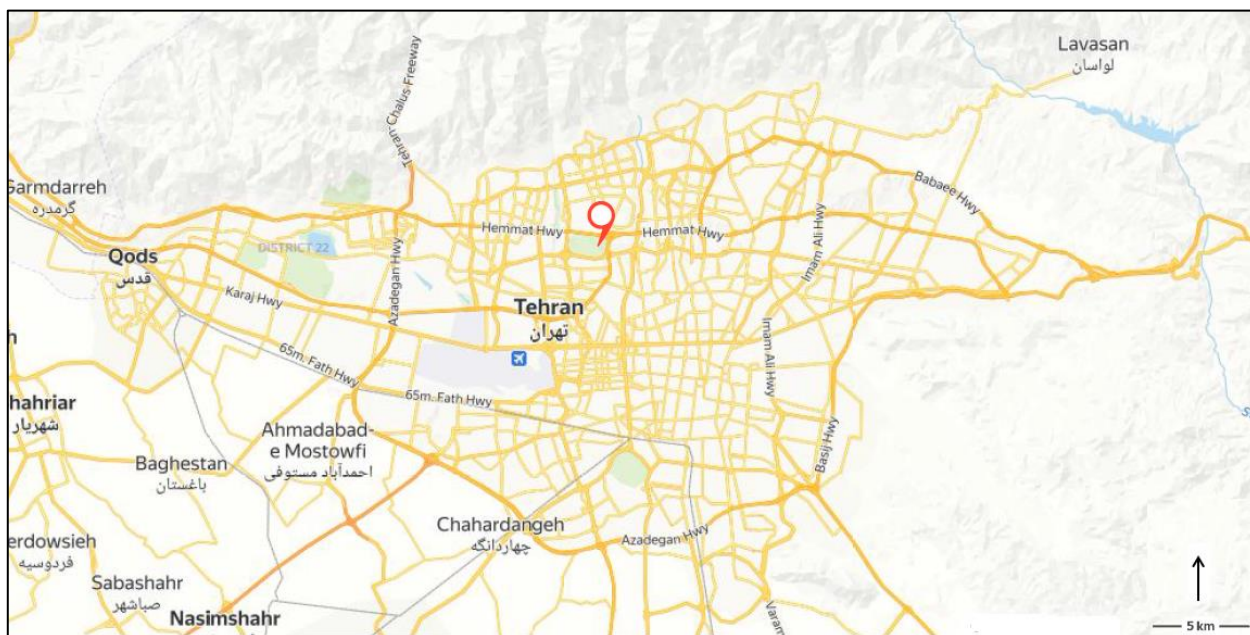 Lavasan
لواسان
Tehran-Chalus Freeway
Garmdarreh
گرمدره
Babaee Hwy
Hemmat Hwy
Hemmat Hwy
DISTRICT 22
Imam Ali Hwy
Qods
قدس
Azadegan Hwy
Karaj Hwy
Tehran
تهران
Imam Ali Hwy
65m. Fath Hwy
65m. Fath Hwy
hahriar
شهریار
Ahmadabad-
e Mostowfi
احمدآباد مستوفی
Basij Hwy
Baghestan
باغستان
Chahardangeh
چهاردانگه
Azadegan Hwy
erdowsieh
فردوسیه
Sabashahr
صباشهر
Nasimshahr
Varam
5 km